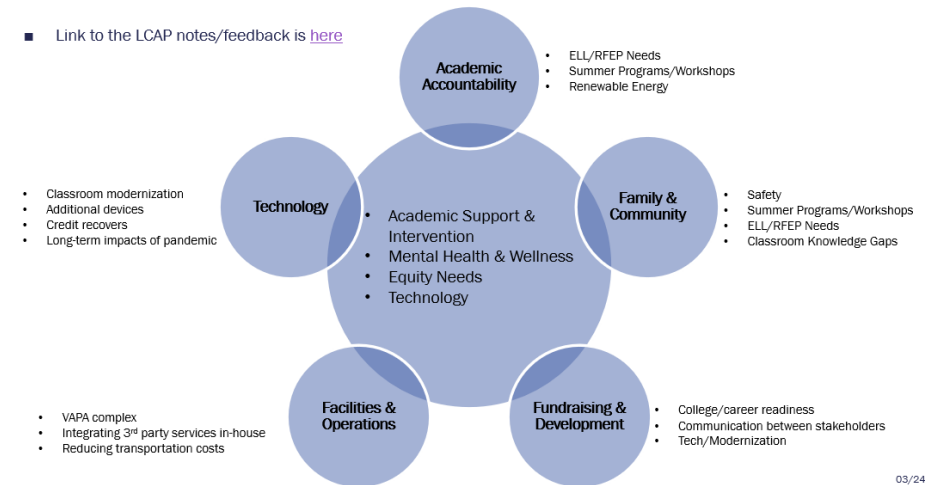 ■ Link to the LCAP notes/feedback is here
Academic
Accountability
• ELL/RFEP Needs
• Summer Programs/Workshops
• Renewable Energy
Technology
• Classroom modernization
• Additional devices
• Credit recovers
• Long-term impacts of pandemic
• Academic Support &
Intervention
• Mental Health & Wellness
• Equity Needs
• Technology
Family &
Community
• Safety
• Summer Programs/Workshops
• ELL/RFEP Needs
• Classroom Knowledge Gaps
Facilities &
Operations
• VAPA complex
• Integrating 3rd party services in-house
• Reducing transportation costs
Fundraising &
Development
• College/career readiness
• Communication between stakeholders
• Tech/Modernization
03/24